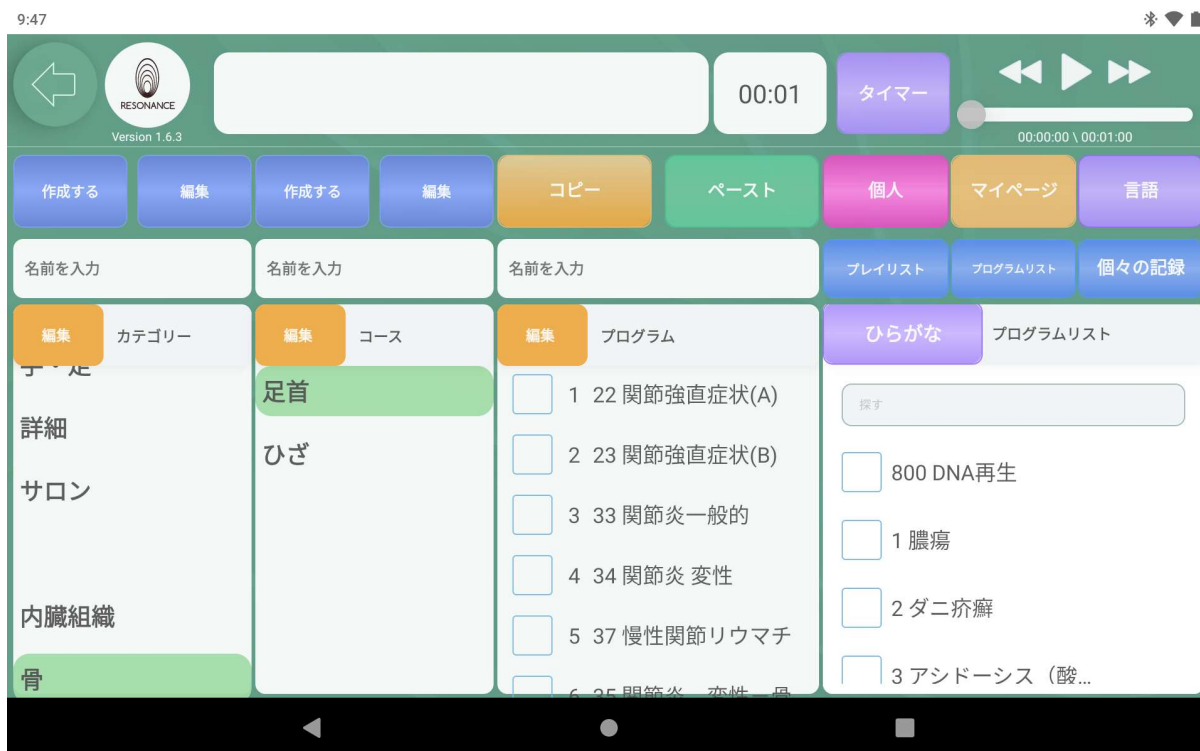 9:47
RESONANCE
Version 1.6.3
00:01
タイマー
00:00:00 \ 00:01:00
作成する
編集
作成する
編集
コピー
ペースト
個人
マイページ
言語
名前を入力
名前を入力
名前を入力
プレイリスト
プログラムリスト
個々の記録
編集
カテゴリー
手・足
詳細
サロン
内臓組織
骨
編集
コース
足首
ひざ
編集
プログラム
1 22 関節強直症状(A)
2 23 関節強直症状(B)
3 33 関節炎一般的
4 34 関節炎 変性
5 37 慢性関節リウマチ
6 35 関節炎 変性－骨
ひらがな
プログラムリスト
探す
800 DNA再生
1 膿瘍
2 ダニ疥癬
3 アシドーシス（酸...